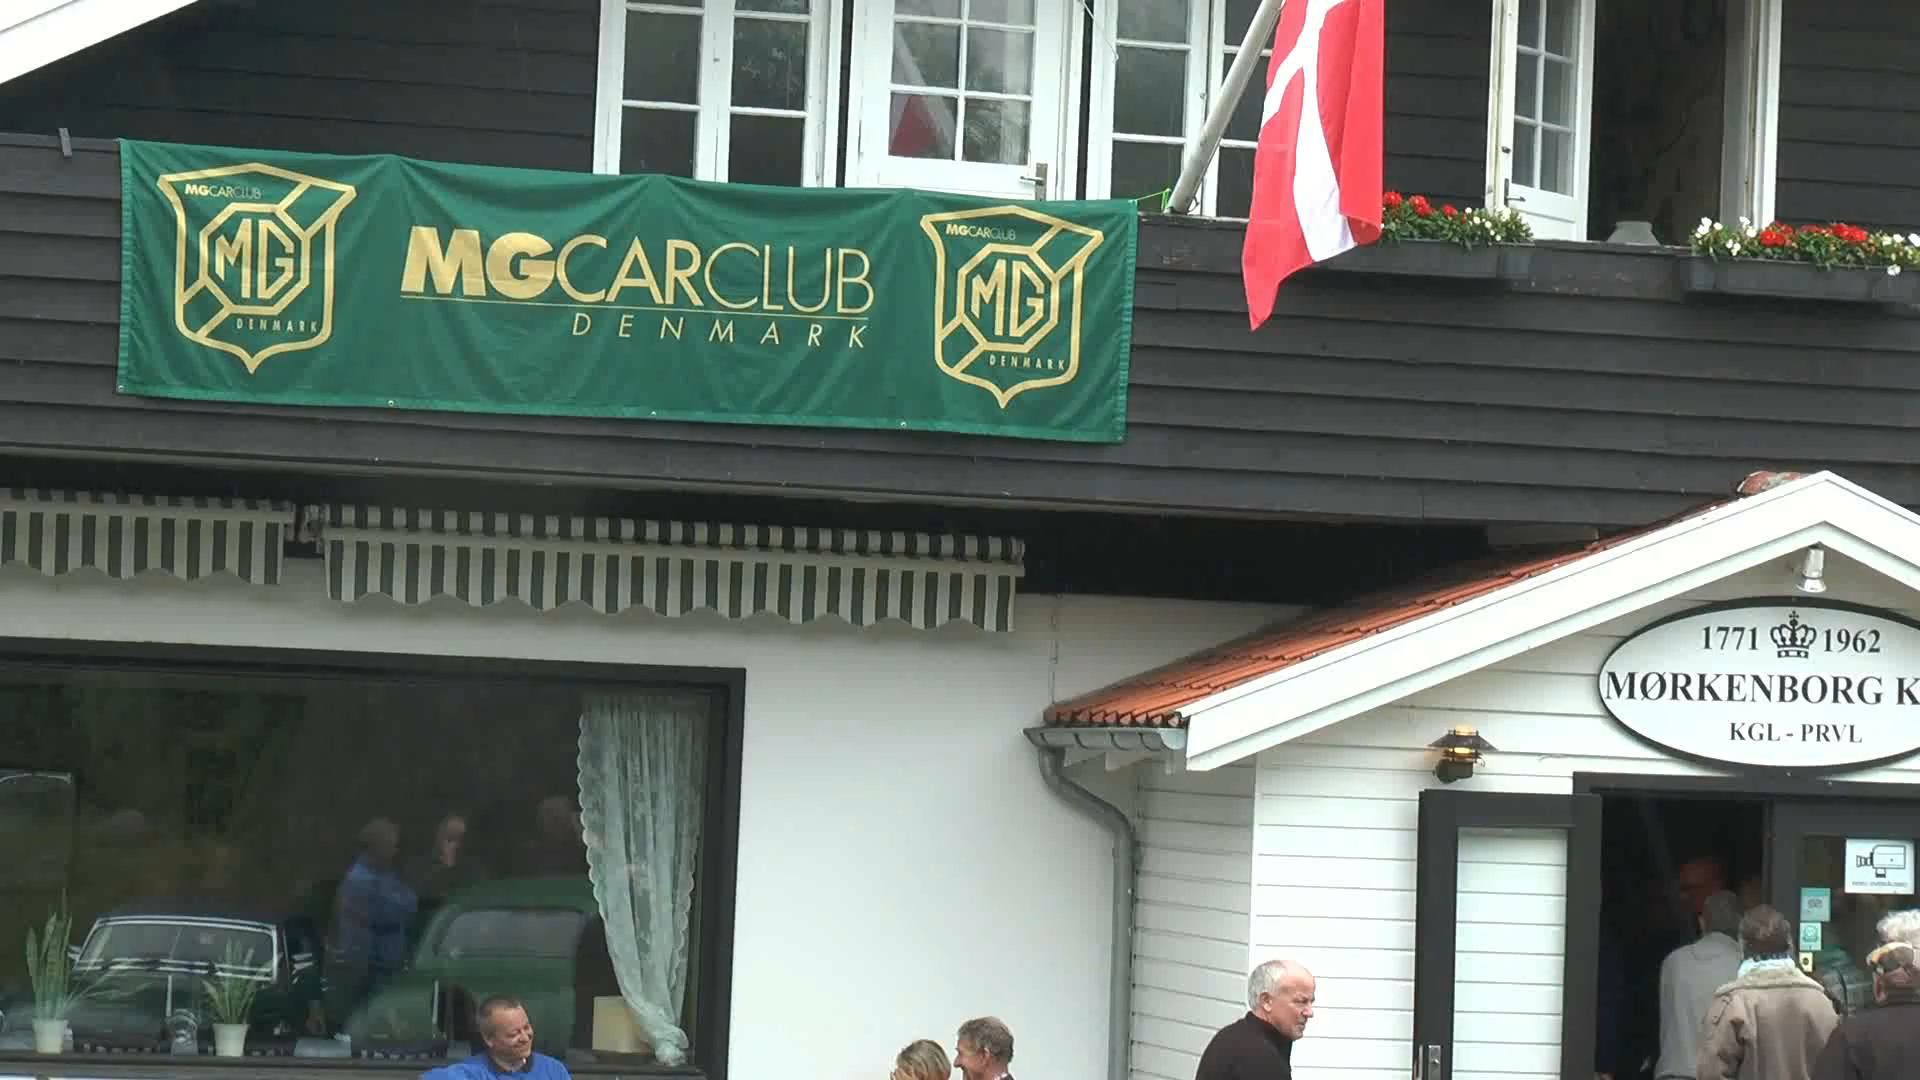 MGCARCLUB
MG
DENMARK
MGCARCLUB
DENMARK
MGCARCLUB
MG
DENMARK
1771 1962
MØRKENBORG K
KGL - PRVL